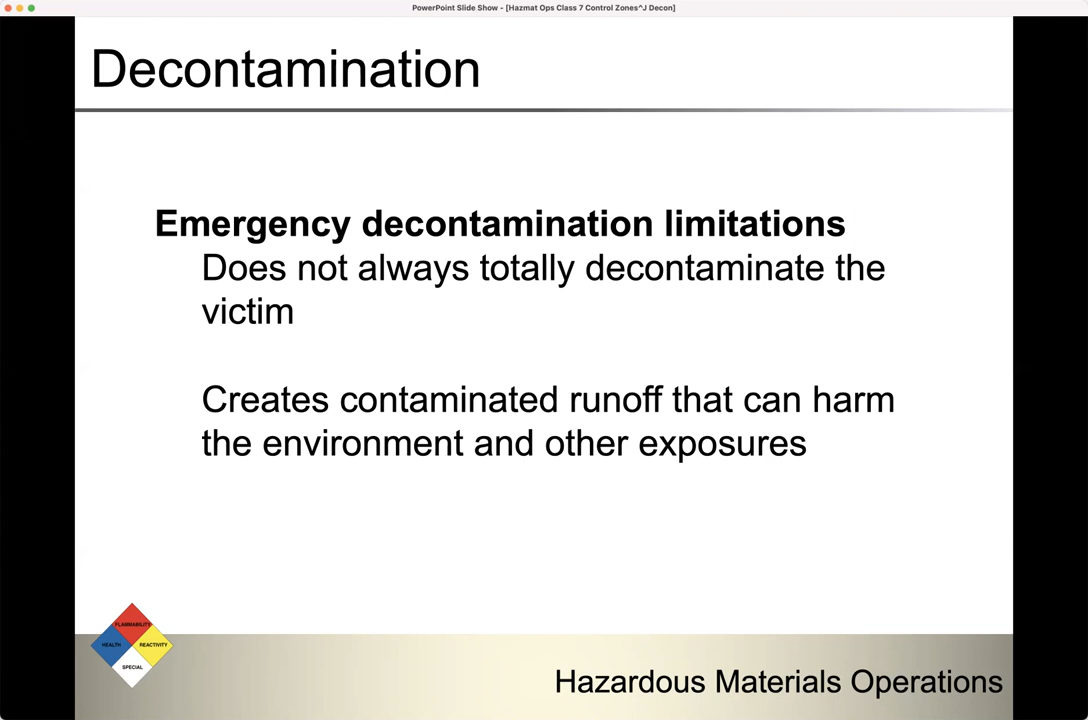 PowerPoint Slide Show - [Hazmat Ops Class 7 Control Zones^J Decon]
Decontamination
Emergency decontamination limitations
Does not always totally decontaminate the
victim
Creates contaminated runoff that can harm
the environment and other exposures
FLAMMABILITY
HEALTH
REACTIVITY
SPECIAL
Hazardous Materials Operations